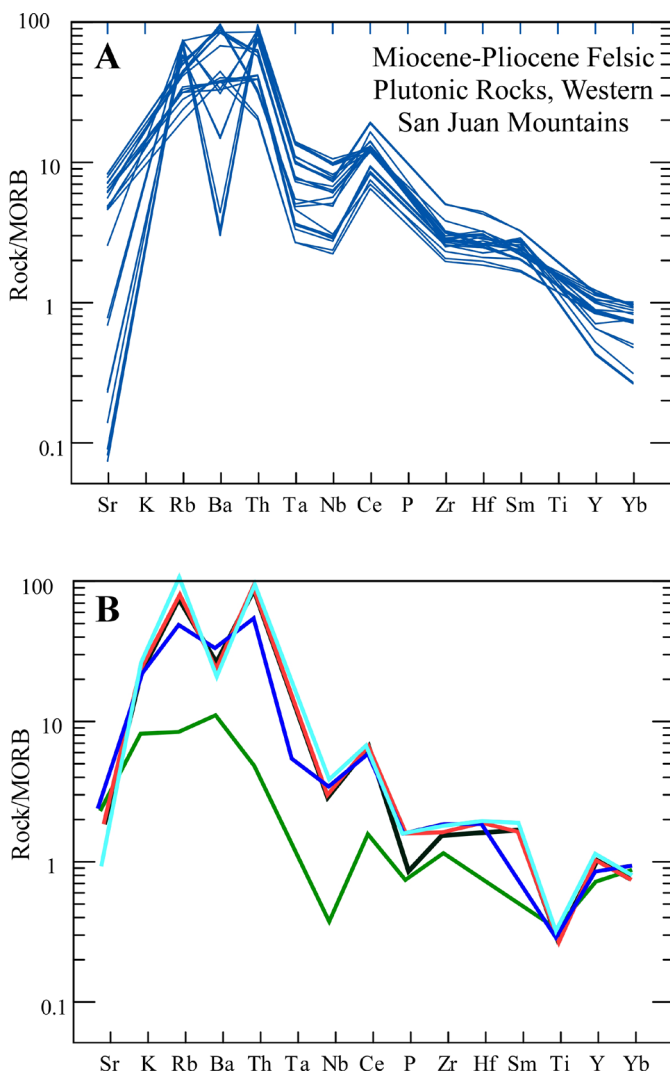 100
A
Miocene-Pliocene Felsic
Plutonic Rocks, Western
San Juan Mountains
10
Rock/MORB
1
0.1
Sr K Rb Ba Th Ta Nb Ce P Zr Hf Sm Ti Y Yb
100
B
10
Rock/MORB
1
0.1
Sr K Rb Ba Th Ta Nb Ce P Zr Hf Sm Ti Y Yb